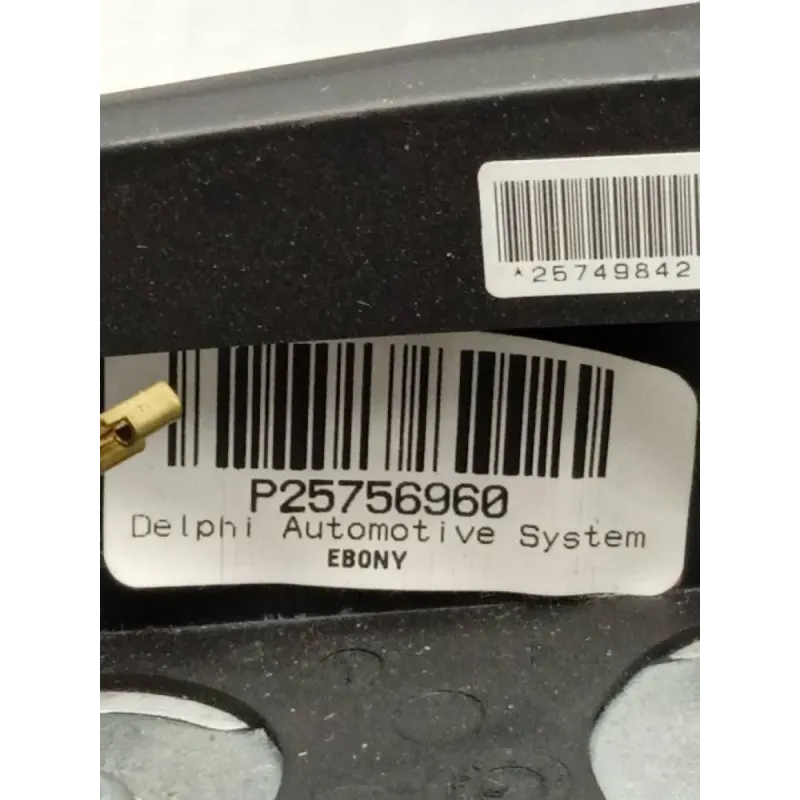 A 25749842
P25756960
Delphi Automotive System
EBONY